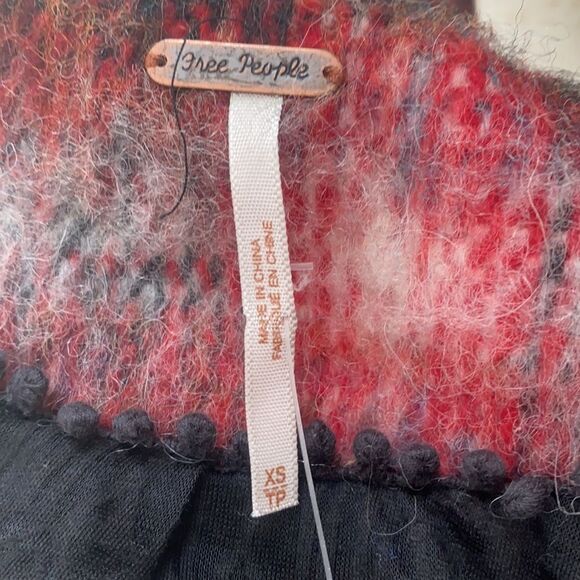 Free People
MADE IN CHINA
FABRIQUÉ EN CHINE
XS
TP